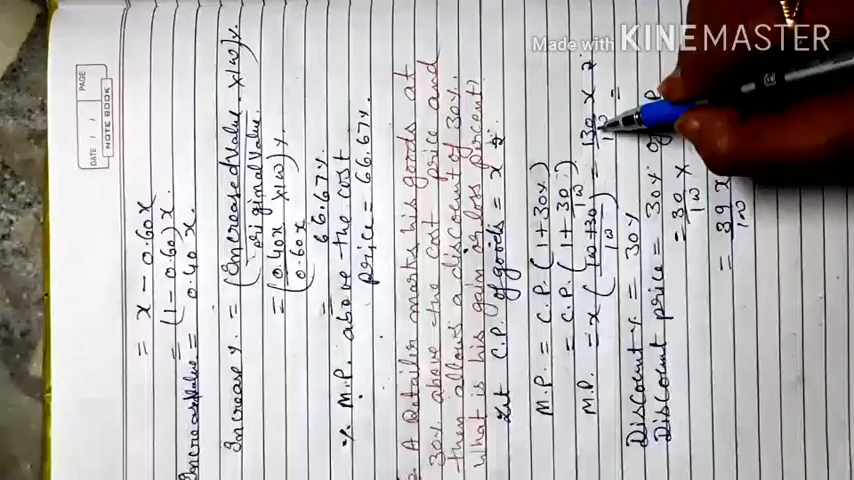 PAGE
DATE / /
NOTE BOOK
= x - 0.60x
= (1 - 0.60) x.
Increase value = 0.40 x.
Increase %. = (Increased value × 100) %.
original value.
= (0.40x × 100) %.
0.60x
= 66.67 %
% M.P. above the cost
price = 66.67 %.
A Retailer marks his goods at
30% above the cost price and
then allows a discount of 30%.
What is his gain or loss percent?
Let C.P. of goods = x
M.P. = C.P. (1 + 30%)
= C.P. (1 + 30/100)
M.P. = x (100 + 30 / 100) = 130 x
100
Discount % = 30%
Discount price = 30% of
= 30 x
100
= 39 x
100
Made with KINEMASTER